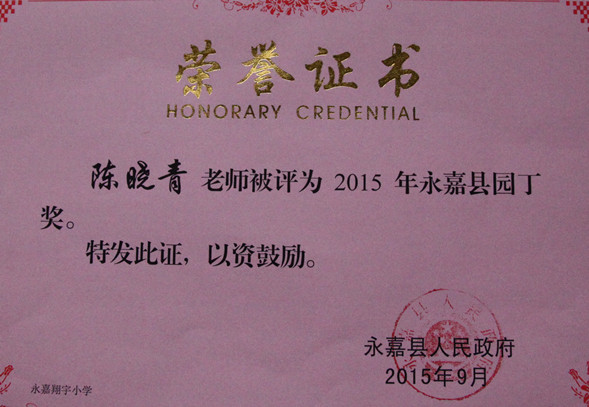 荣誉证书
HONORARY CREDENTIAL
陈晓青 老师被评为 2015 年永嘉县园丁
奖。
特发此证，以资鼓励。
永嘉县人民政府
2015年9月
永嘉翔宇小学